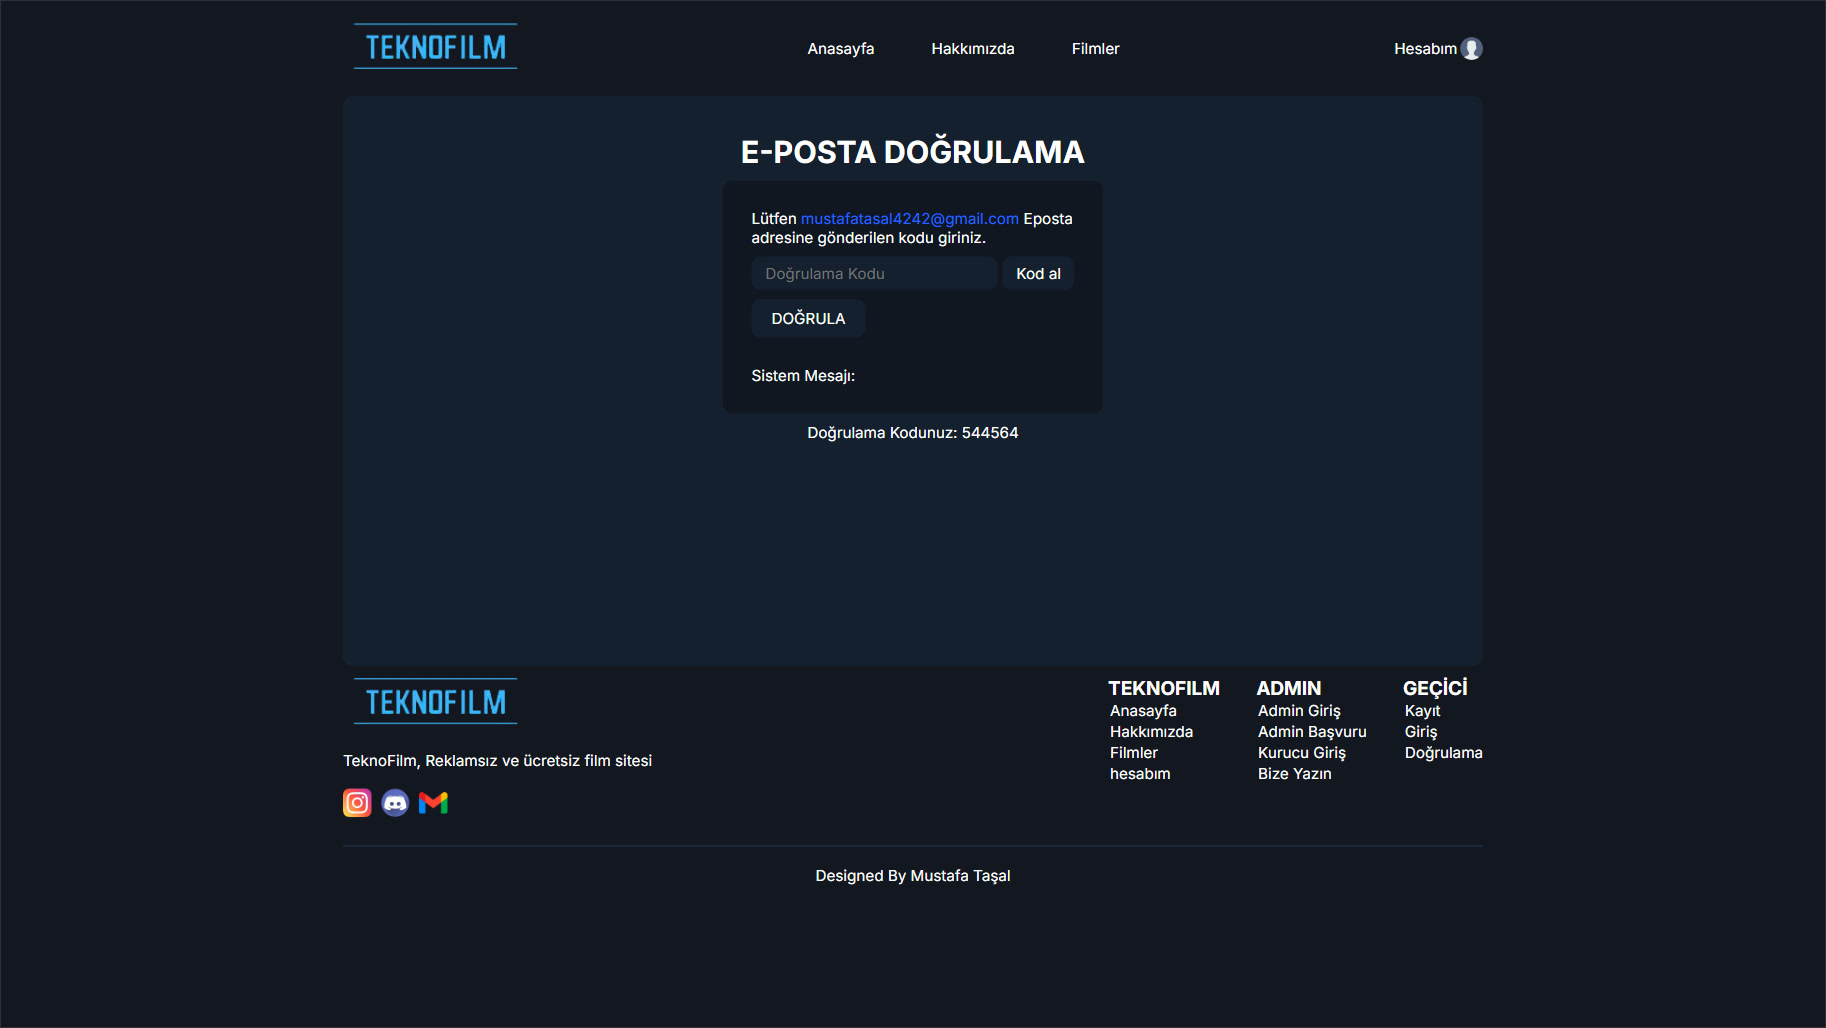 TEKNOFILM
Anasayfa Hakkımızda Filmler Hesabım
E-POSTA DOĞRULAMA
Lütfen mustafatasal4242@gmail.com Eposta
adresine gönderilen kodu giriniz.
Doğrulama Kodu Kod al
DOĞRULA
Sistem Mesajı:
Doğrulama Kodunuz: 544564
TEKNOFILM
TeknoFilm, Reklamsız ve ücretsiz film sitesi
TEKNOFILM
Anasayfa
Hakkımızda
Filmler
hesabım
ADMIN
Admin Giriş
Admin Başvuru
Kurucu Giriş
Bize Yazın
GEÇİCİ
Kayıt
Giriş
Doğrulama
Designed By Mustafa Taşal